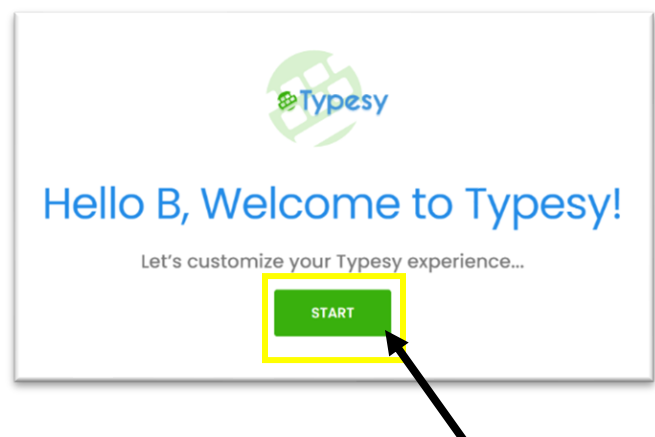 Typesy
Hello B, Welcome to Typesy!
Let's customize your Typesy experience...
START